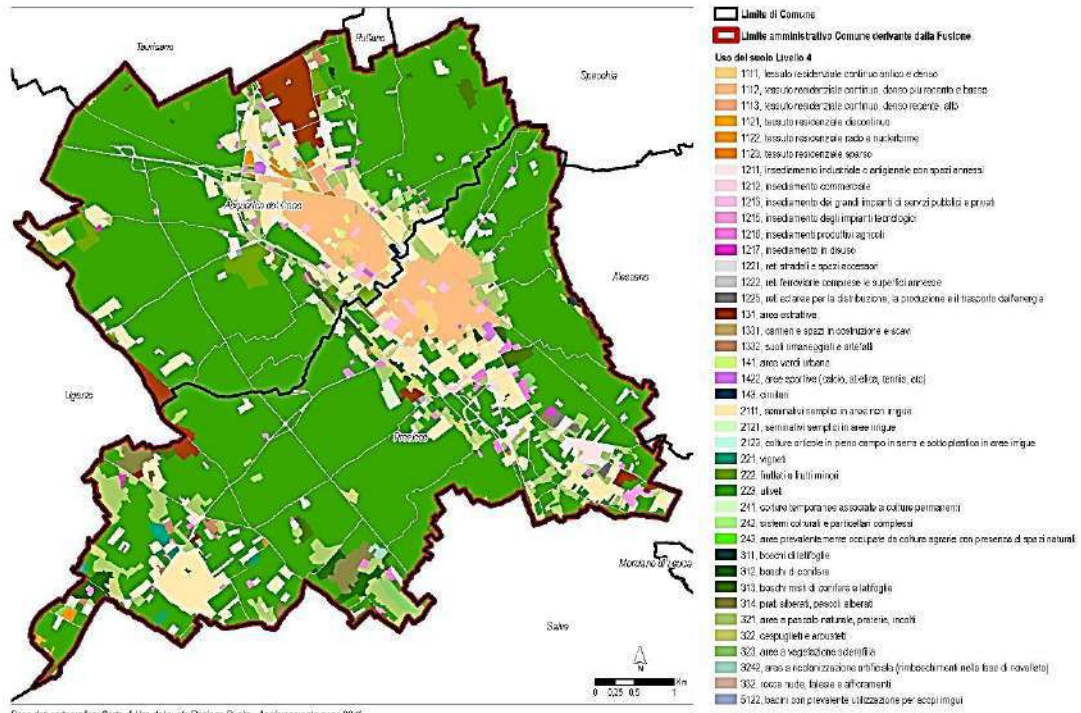 Taurisano
Ruffano
Specchia
Acquarica del Capo
Alessano
Ugento
Presicce
Morciano di Leuca
Salve
N
Km
0 0,25 0,5 1
Limite di Comune
Limite amministrativo Comune derivante dalla Fusione
Uso del suolo Livello 4
1111, tessuto residenziale continuo antico e denso
1112, tessuto residenziale continuo, denso più recente e basso
1113, tessuto residenziale continuo, denso recente, alto
1121, tessuto residenziale discontinuo
1122, tessuto residenziale rado e nucleiforme
1123, tessuto residenziale sparso
1211, insediamento industriale o artigianale con spazi annessi
1212, insediamento commerciale
1213, insediamento dei grandi impianti di servizi pubblici e privati
1215, insediamento degli impianti tecnologici
1216, insediamenti produttivi agricoli
1217, insediamento in disuso
1221, reti stradali e spazi accessori
1222, reti ferroviarie comprese le superfici annesse
1225, reti ed aree per la distribuzione, la produzione e il trasporto dell'energia
131, aree estrattive
1331, cantieri e spazi in costruzione e scavi
1332, suoli rimaneggiati e artefatti
141, aree verdi urbane
1422, aree sportive (calcio, atletica, tennis, etc)
143, cimiteri
2111, seminativi semplici in aree non irrigue
2121, seminativi semplici in aree irrigue
2123, colture orticole in pieno campo in serra e sotto plastica in aree irrigue
221, vigneti
222, frutteti e frutti minori
223, uliveti
241, colture temporanee associate a colture permanenti
242, sistemi colturali e particellari complessi
243, aree prevalentemente occupate da coltura agrarie con presenza di spazi naturali
311, boschi di latifoglie
312, boschi di conifere
313, boschi misti di conifere e latifoglie
314, prati alberati, pascoli alberati
321, aree a pascolo naturale, praterie, incolti
322, cespuglieti e arbusteti
323, aree a vegetazione sclerofilla
3242, aree a ricolonizzazione artificiale (rimboschimenti nella fase di novelleto)
332, rocce nude, falesie e affioramenti
5122, bacini con prevalente utilizzazione per scopi irrigui